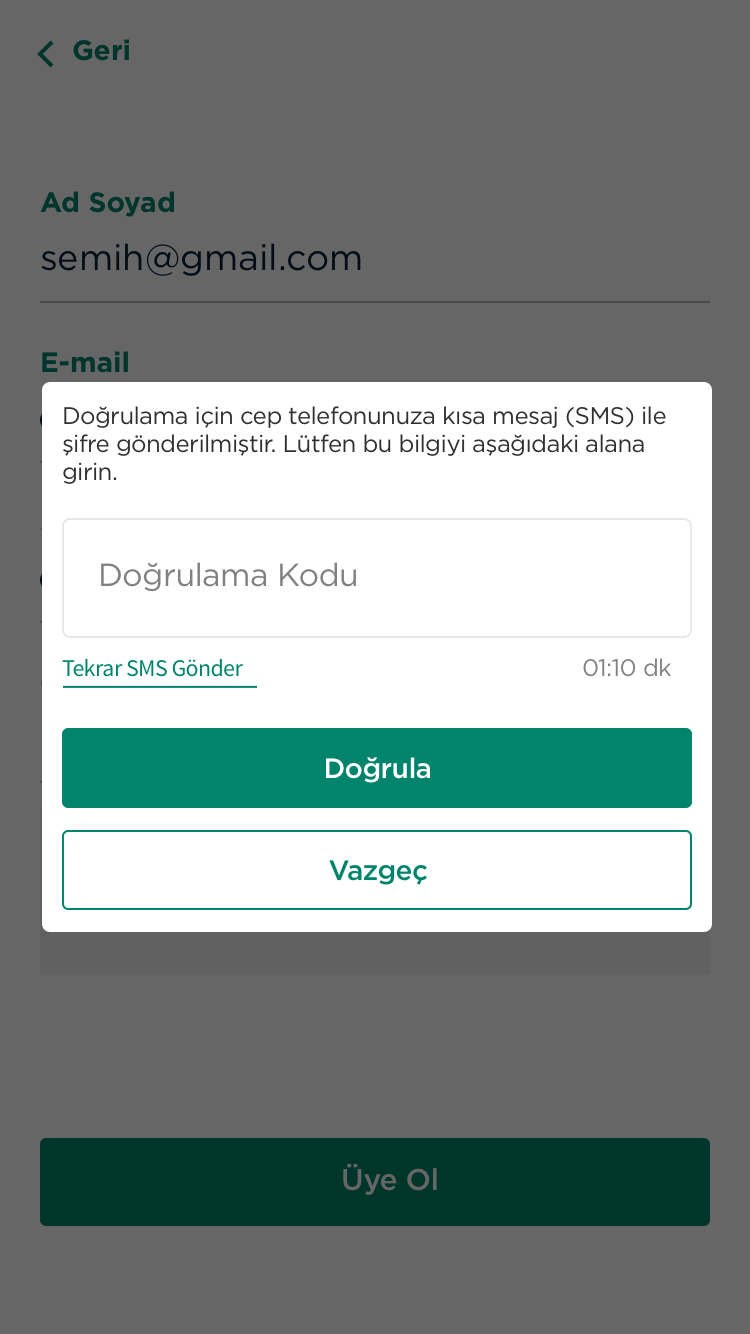 Geri
Ad Soyad
semih@gmail.com
E-mail
Doğrulama için cep telefonunuza kısa mesaj (SMS) ile
şifre gönderilmiştir. Lütfen bu bilgiyi aşağıdaki alana
girin.
Doğrulama Kodu
Tekrar SMS Gönder 01:10 dk
Doğrula
Vazgeç
Üye Ol